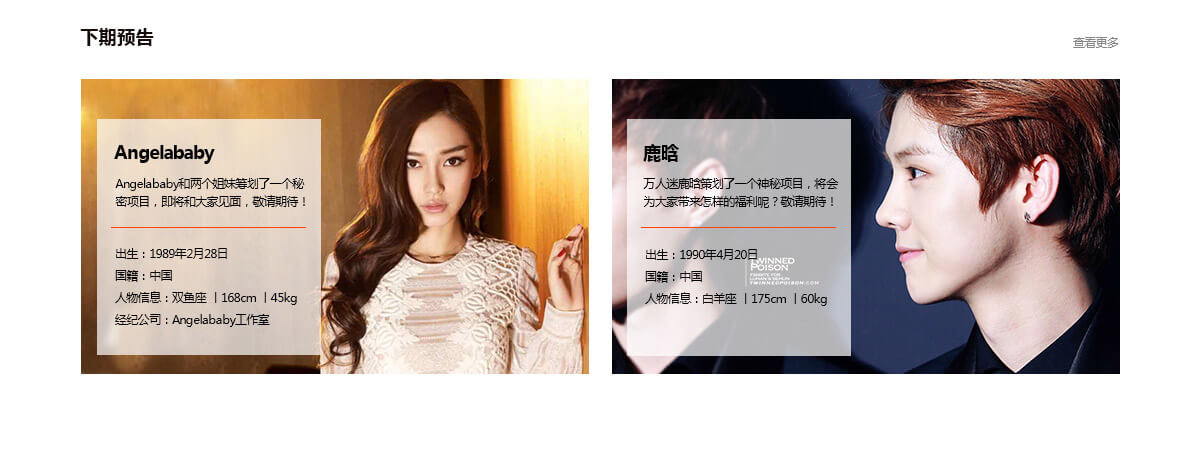 下期预告
查看更多
Angelababy
Angelababy和两个姐妹筹划了一个秘
密项目，即将和大家见面，敬请期待！
出生：1989年2月28日
国籍：中国
人物信息：双鱼座 丨168cm 丨45kg
经纪公司：Angelababy工作室
鹿晗
万人迷鹿晗策划了一个神秘项目，将会
为大家带来怎样的福利呢？敬请期待！
出生：1990年4月20日
国籍：中国
人物信息：白羊座 丨175cm 丨60kg
TWINNED
POISON
FANSITE FOR
LUHAN & SEHUN
TWINNEDPOISON.COM